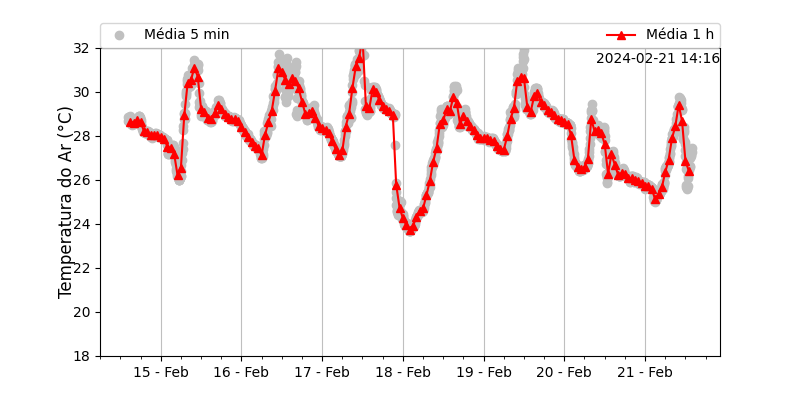 Média 5 min
Média 1 h
2024-02-21 14:16
Temperatura do Ar (°C)
32
30
28
26
24
22
20
18
15 - Feb
16 - Feb
17 - Feb
18 - Feb
19 - Feb
20 - Feb
21 - Feb